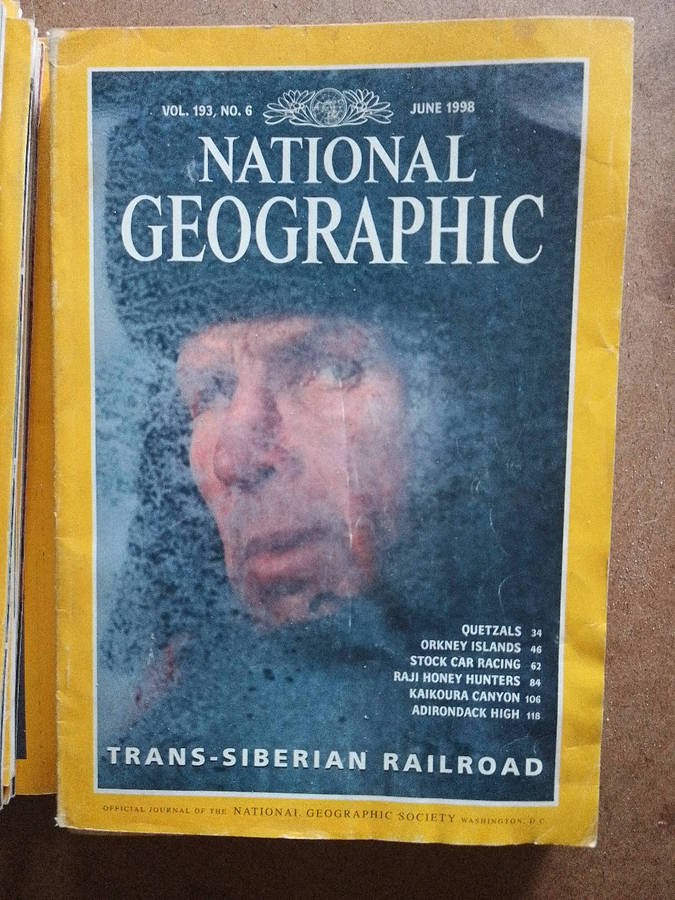 VOL. 193, NO. 6 JUNE 1998
NATIONAL
GEOGRAPHIC
QUETZALS 34
ORKNEY ISLANDS 46
STOCK CAR RACING 62
RAJI HONEY HUNTERS 84
KAIKOURA CANYON 106
ADIRONDACK HIGH 118
TRANS-SIBERIAN RAILROAD
OFFICIAL JOURNAL OF THE NATIONAL GEOGRAPHIC SOCIETY WASHINGTON, D.C.